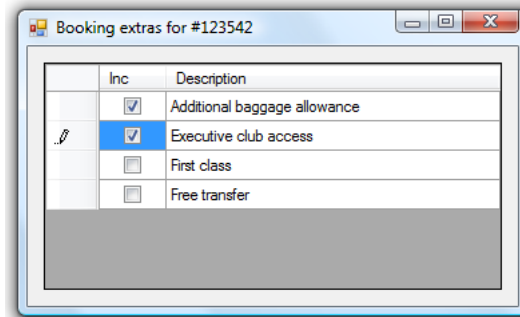 Booking extras for #123542
Inc Description
Additional baggage allowance
Executive club access
First class
Free transfer